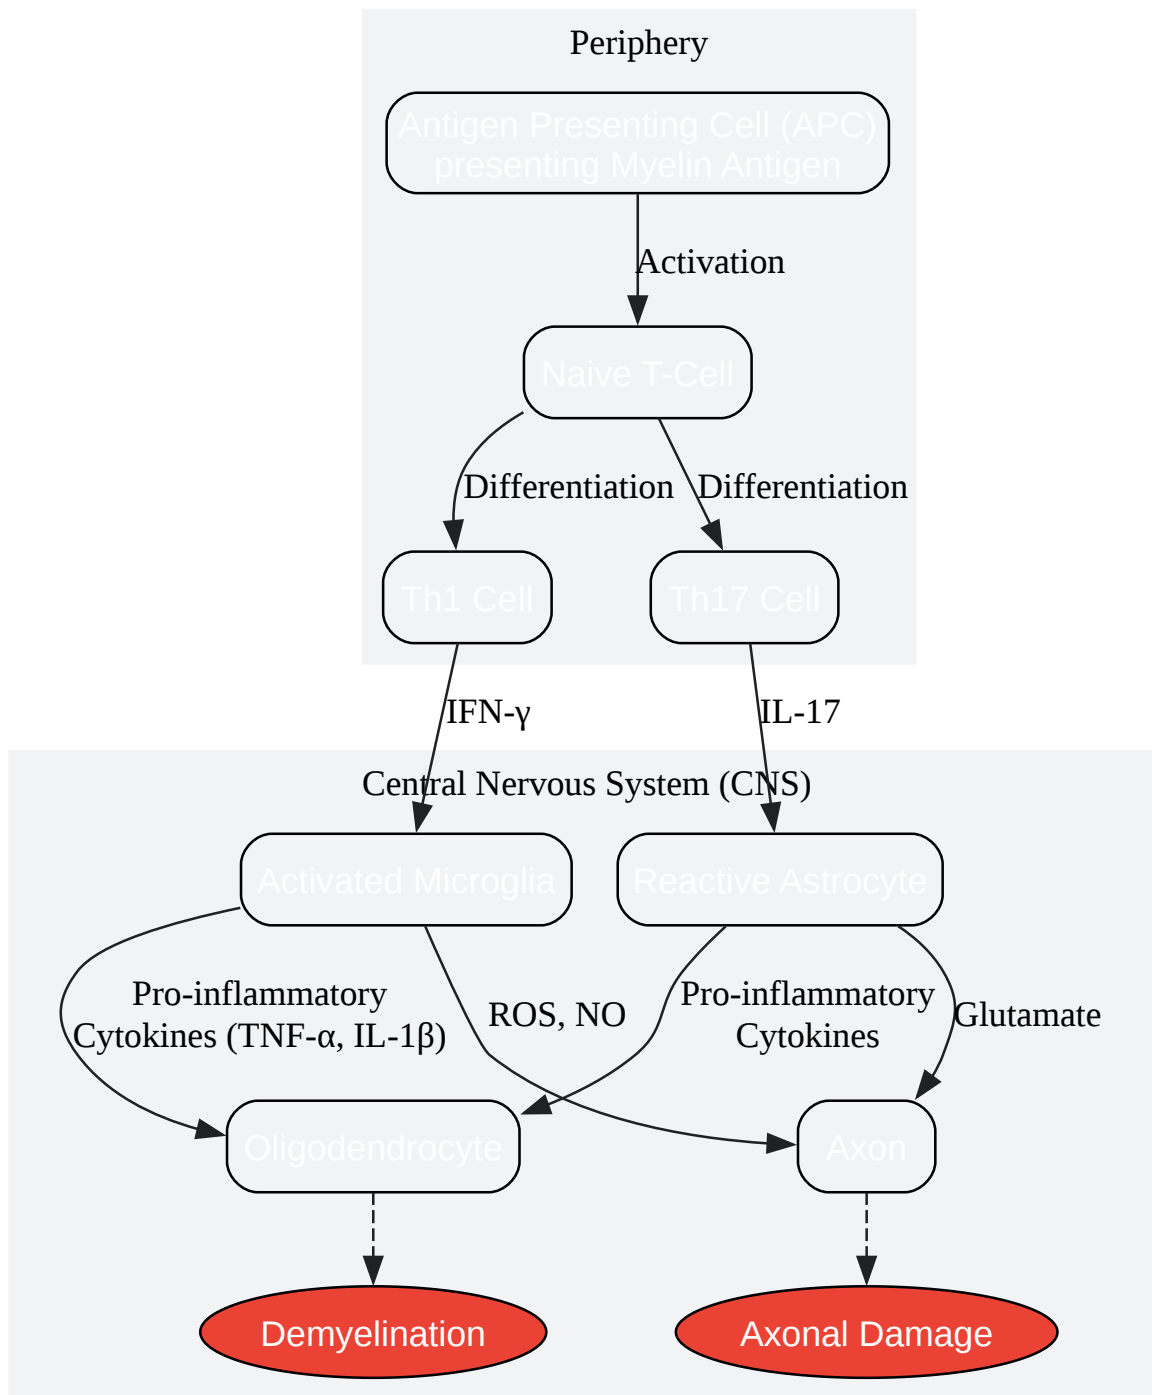 Periphery
Antigen Presenting Cell (APC)
presenting Myelin Antigen
Activation
Naive T-Cell
Differentiation
Differentiation
Th1 Cell
Th17 Cell
IFN-γ
IL-17
Central Nervous System (CNS)
Activated Microglia
Reactive Astrocyte
Pro-inflammatory
Cytokines (TNF-α, IL-1β)
ROS, NO
Pro-inflammatory
Cytokines
Glutamate
Oligodendrocyte
Axon
Demyelination
Axonal Damage